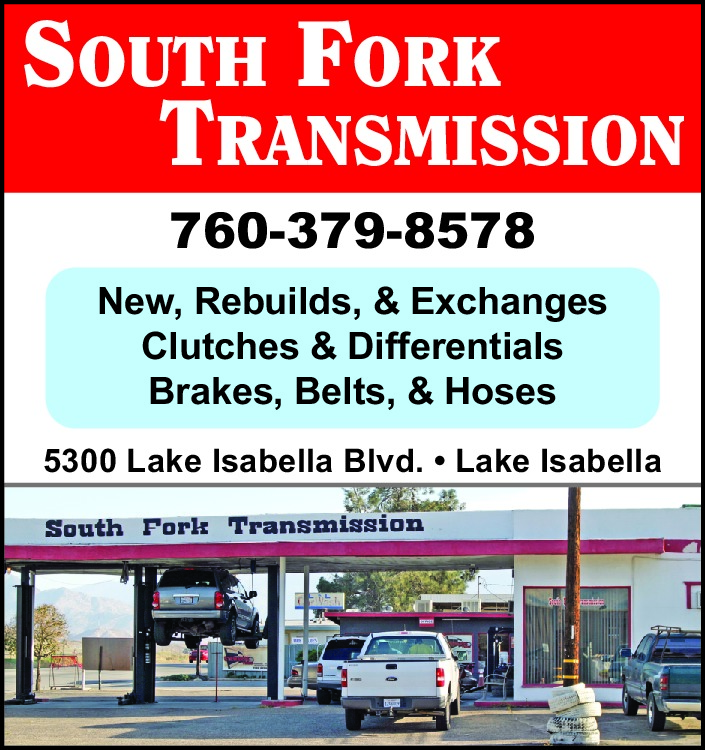 South Fork
Transmission
760-379-8578
New, Rebuilds, & Exchanges
Clutches & Differentials
Brakes, Belts, & Hoses
5300 Lake Isabella Blvd. • Lake Isabella
South Fork Transmission